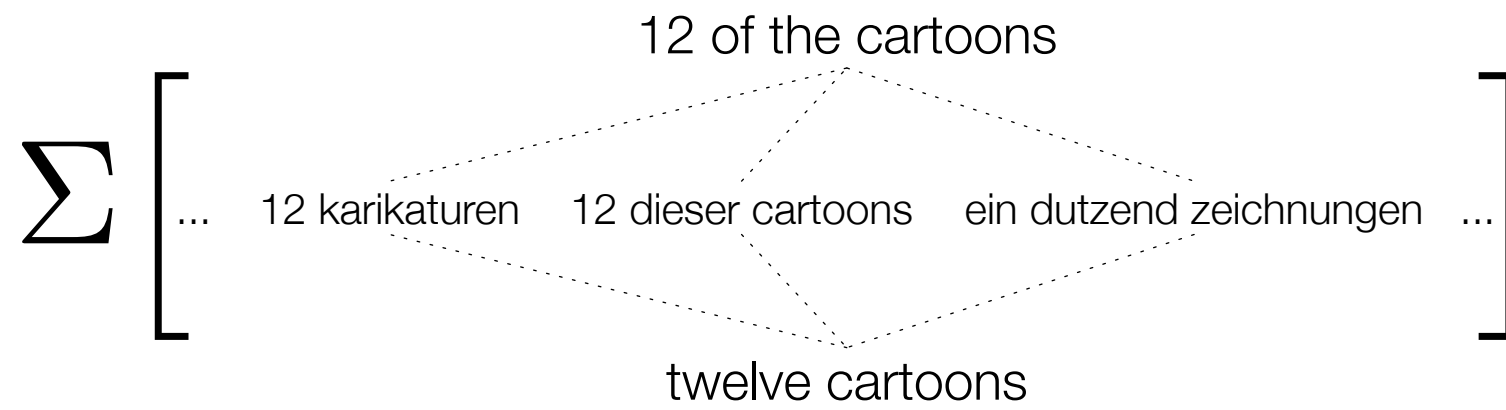 12 of the cartoons
Σ [ ... 12 karikaturen 12 dieser cartoons ein dutzend zeichnungen ... ]
twelve cartoons